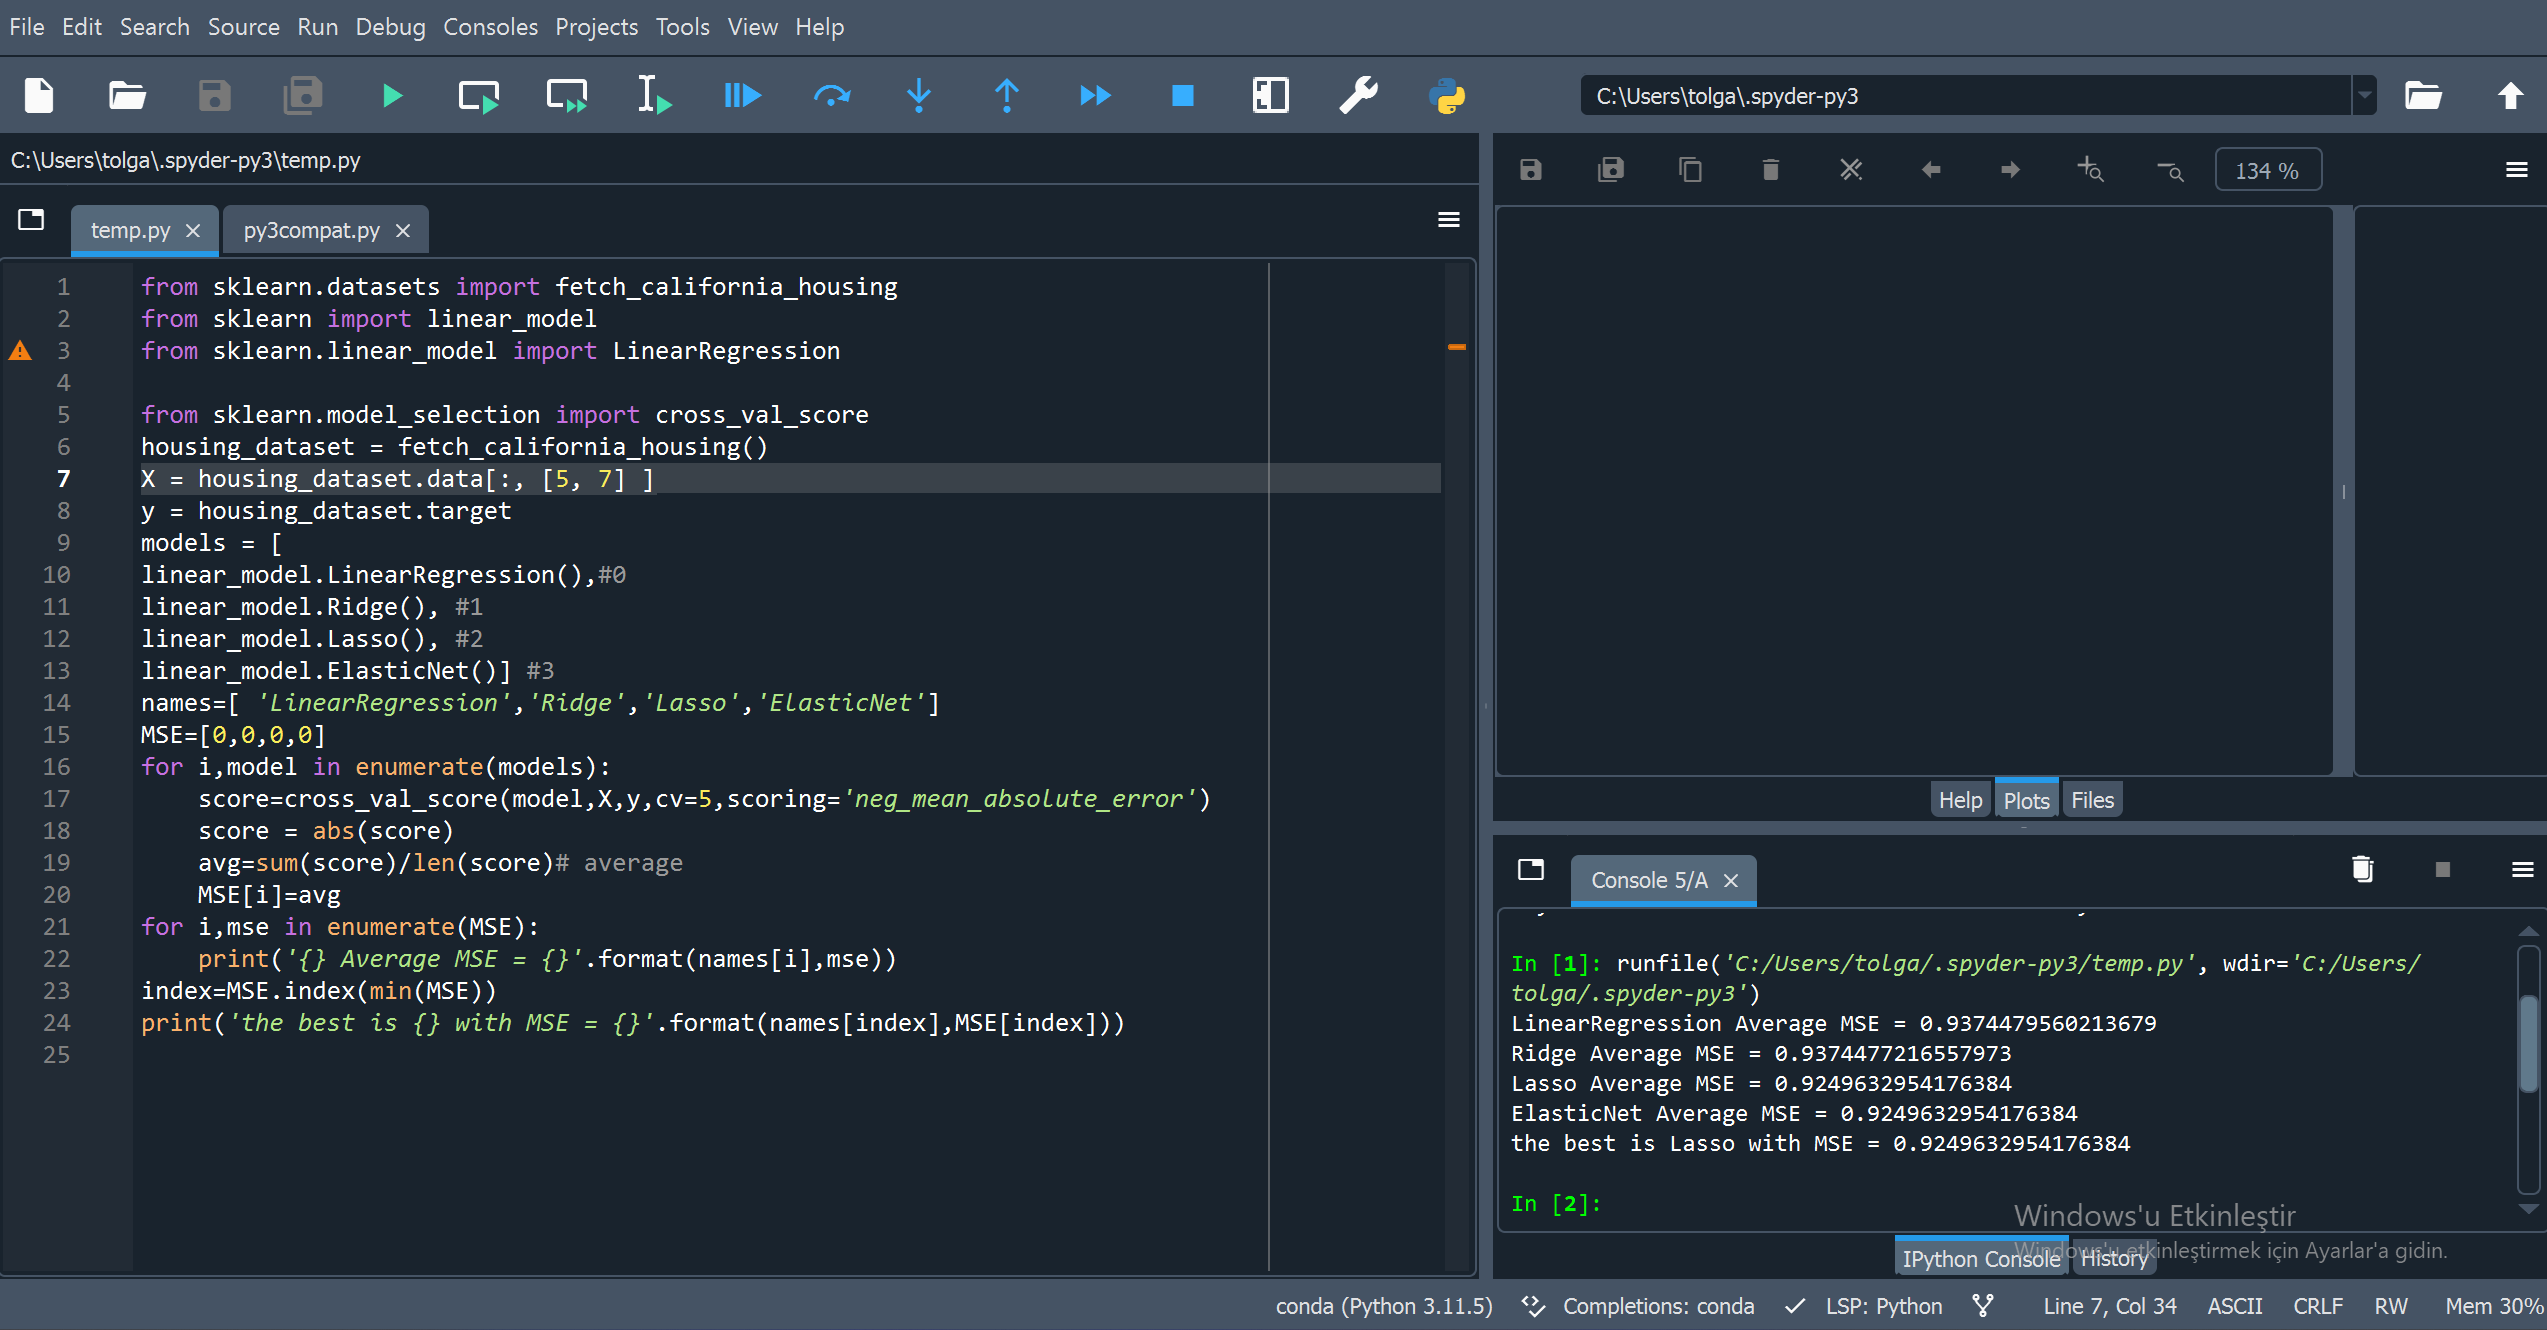 File Edit Search Source Run Debug Consoles Projects Tools View Help
C:\Users\tolga\.spyder-py3
C:\Users\tolga\.spyder-py3\temp.py
134 %
temp.py
py3compat.py
1 from sklearn.datasets import fetch_california_housing
2 from sklearn import linear_model
3 from sklearn.linear_model import LinearRegression
4
5 from sklearn.model_selection import cross_val_score
6 housing_dataset = fetch_california_housing()
7 X = housing_dataset.data[:, [5, 7] ]
8 y = housing_dataset.target
9 models = [
10 linear_model.LinearRegression(),#0
11 linear_model.Ridge(), #1
12 linear_model.Lasso(), #2
13 linear_model.ElasticNet()] #3
14 names=[ 'LinearRegression','Ridge','Lasso','ElasticNet']
15 MSE=[0,0,0,0]
16 for i,model in enumerate(models):
17     score=cross_val_score(model,X,y,cv=5,scoring='neg_mean_absolute_error')
18     score = abs(score)
19     avg=sum(score)/len(score)# average
20     MSE[i]=avg
21 for i,mse in enumerate(MSE):
22     print('{} Average MSE = {}'.format(names[i],mse))
23 index=MSE.index(min(MSE))
24 print('the best is {} with MSE = {}'.format(names[index],MSE[index]))
25
Help Plots Files
Console 5/A
In [1]: runfile('C:/Users/tolga/.spyder-py3/temp.py', wdir='C:/Users/
tolga/.spyder-py3')
LinearRegression Average MSE = 0.9374479560213679
Ridge Average MSE = 0.9374477216557973
Lasso Average MSE = 0.9249632954176384
ElasticNet Average MSE = 0.9249632954176384
the best is Lasso with MSE = 0.9249632954176384
In [2]:
Windows'u Etkinleştir
Windows'u etkinleştirmek için Ayarlar'a gidin.
IPython Console History
conda (Python 3.11.5) Completions: conda LSP: Python Line 7, Col 34 ASCII CRLF RW Mem 30%